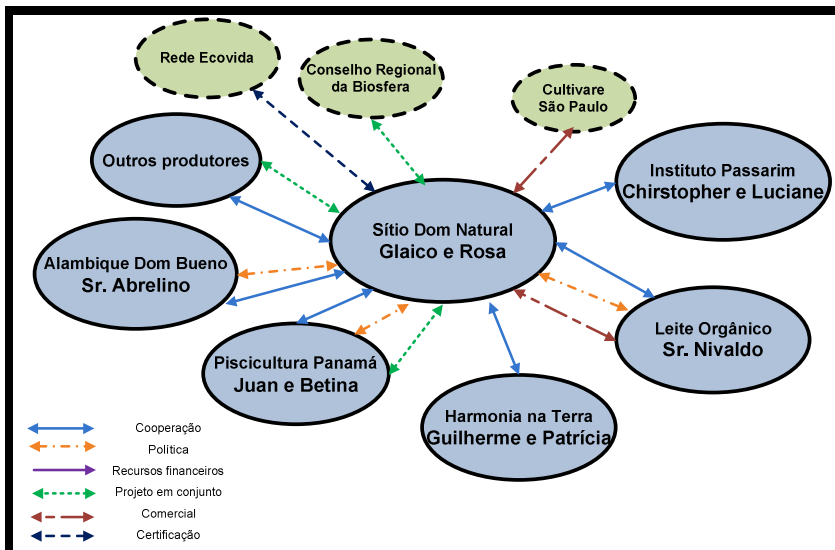 Rede Ecovida
Conselho Regional
da Biosfera
Cultivare
São Paulo
Outros produtores
Instituto Passarim
Chirstopher e Luciane
Sítio Dom Natural
Glaico e Rosa
Alambique Dom Bueno
Sr. Abrelino
Leite Orgânico
Sr. Nivaldo
Piscicultura Panamá
Juan e Betina
Harmonia na Terra
Guilherme e Patrícia
Cooperação
Política
Recursos financeiros
Projeto em conjunto
Comercial
Certificação